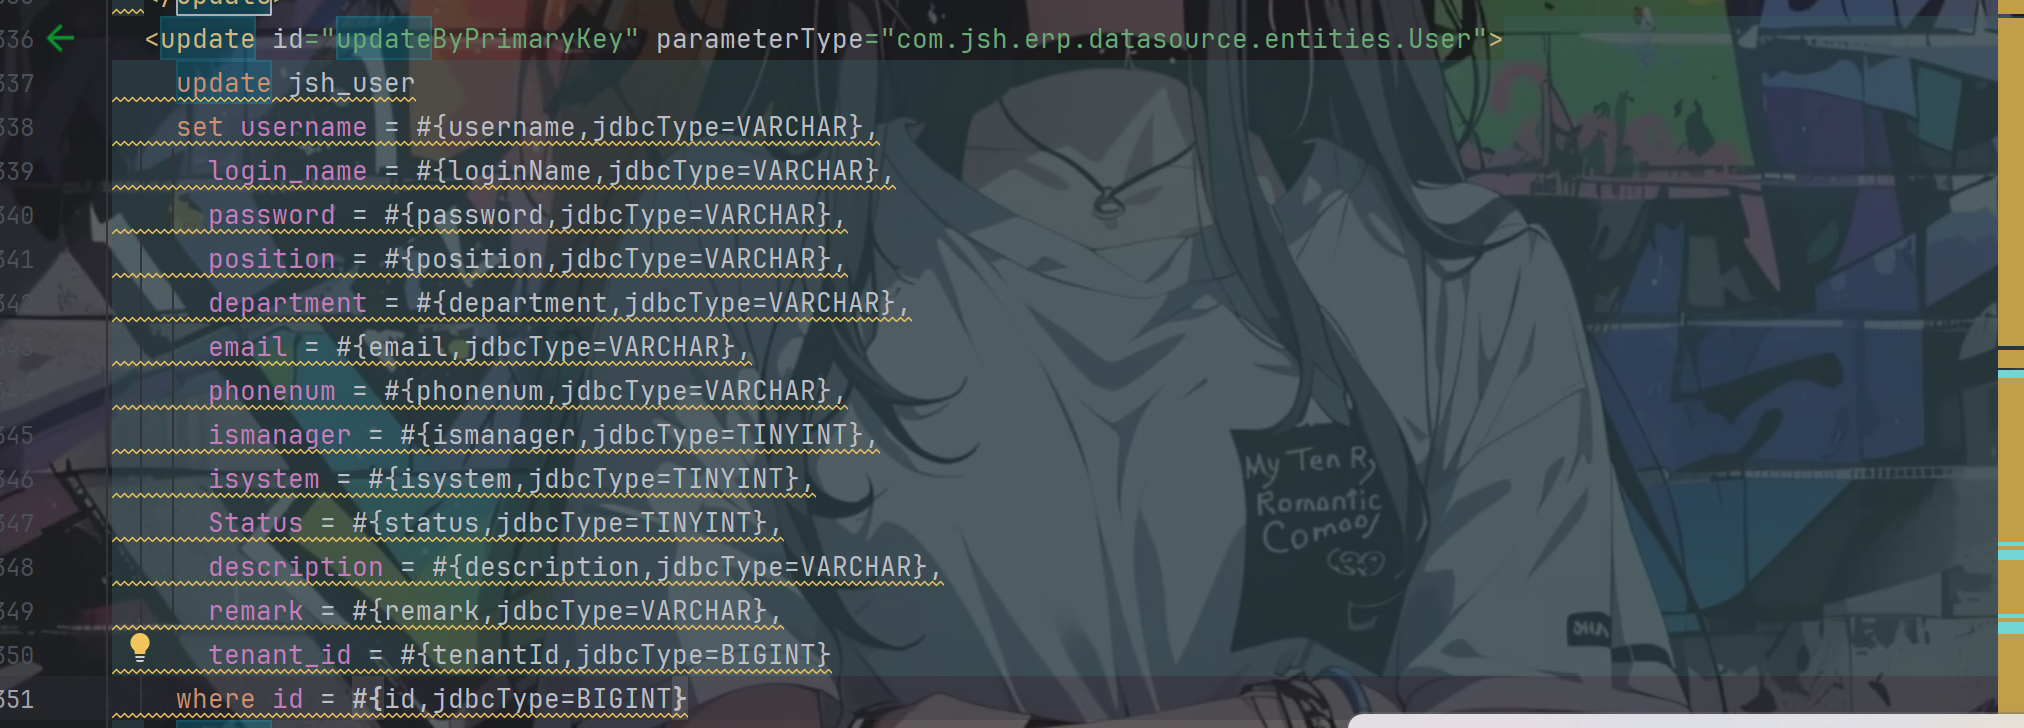 </update>
336 <update id="updateByPrimaryKey" parameterType="com.jsh.erp.datasource.entities.User">
337 update jsh_user
338 set username = #{username,jdbcType=VARCHAR},
339 login_name = #{loginName,jdbcType=VARCHAR},
340 password = #{password,jdbcType=VARCHAR},
341 position = #{position,jdbcType=VARCHAR},
342 department = #{department,jdbcType=VARCHAR},
343 email = #{email,jdbcType=VARCHAR},
344 phonenum = #{phonenum,jdbcType=VARCHAR},
345 ismanager = #{ismanager,jdbcType=TINYINT},
346 isystem = #{isystem,jdbcType=TINYINT},
347 Status = #{status,jdbcType=TINYINT},
348 description = #{description,jdbcType=VARCHAR},
349 remark = #{remark,jdbcType=VARCHAR},
350 tenant_id = #{tenantId,jdbcType=BIGINT}
351 where id = #{id,jdbcType=BIGINT}
My Ten R,
Romantic